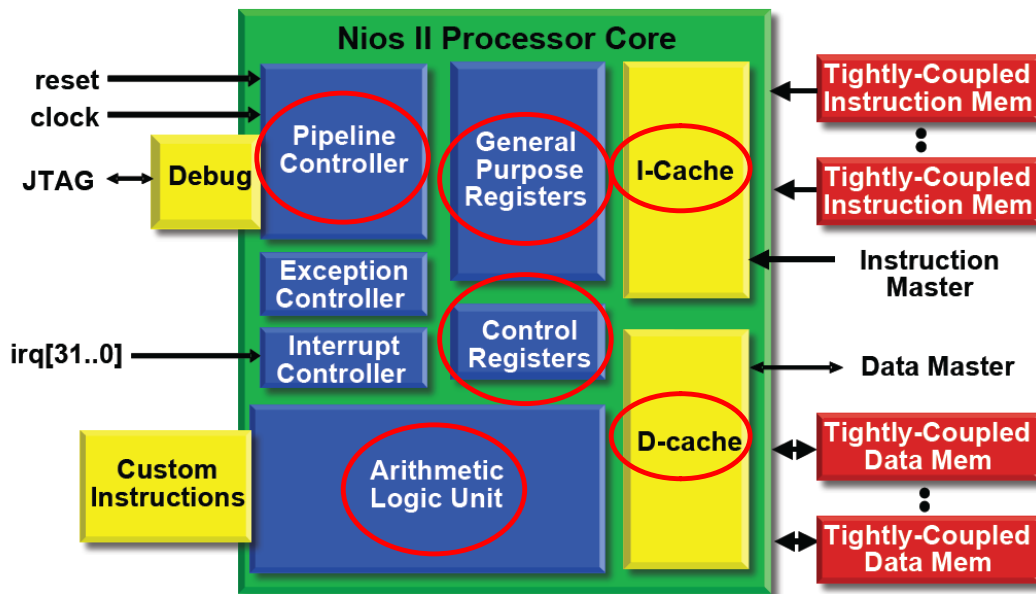 Nios II Processor Core
reset
clock
JTAG
Debug
Pipeline
Controller
General
Purpose
Registers
I-Cache
Tightly-Coupled
Instruction Mem
Tightly-Coupled
Instruction Mem
Instruction
Master
Exception
Controller
Control
Registers
irq[31..0]
Interrupt
Controller
Data Master
D-cache
Custom
Instructions
Arithmetic
Logic Unit
Tightly-Coupled
Data Mem
Tightly-Coupled
Data Mem